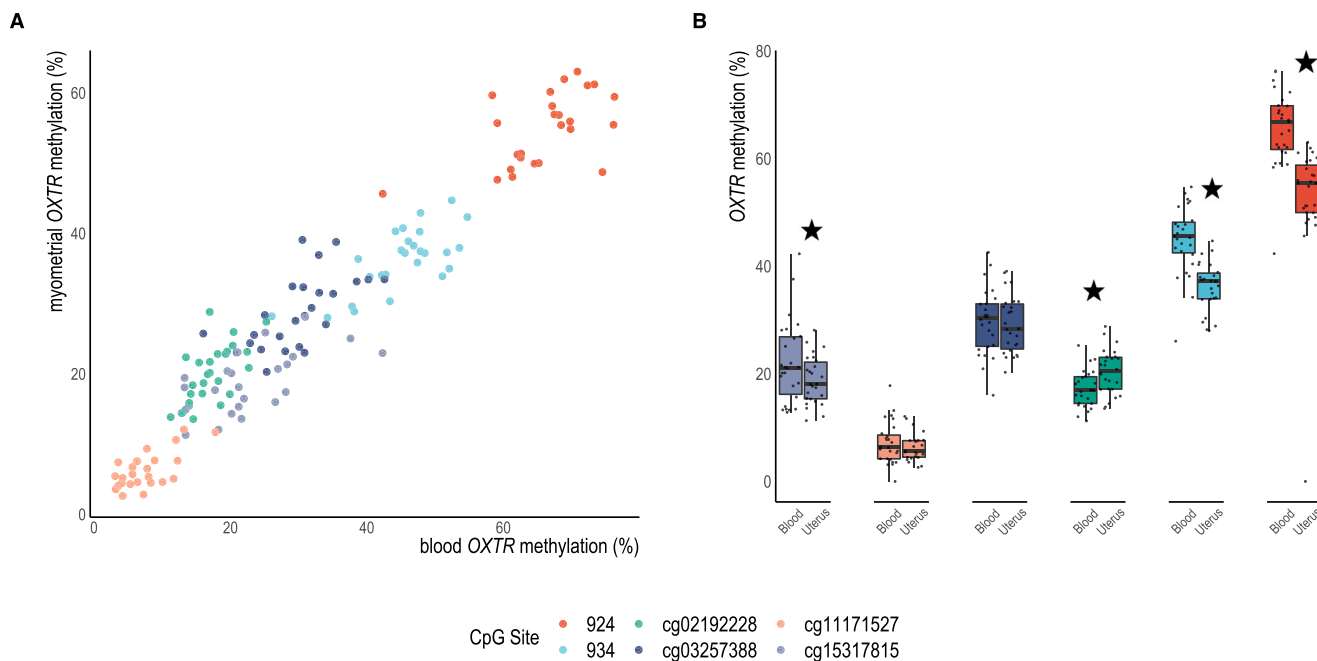 A
B
myometrial OXTR methylation (%)
60
40
20
0
0 20 40 60
blood OXTR methylation (%)
OXTR methylation (%)
80
60
40
20
0
Blood Uterus Blood Uterus Blood Uterus Blood Uterus Blood Uterus Blood Uterus
CpG Site 924 cg02192228 cg11171527
934 cg03257388 cg15317815